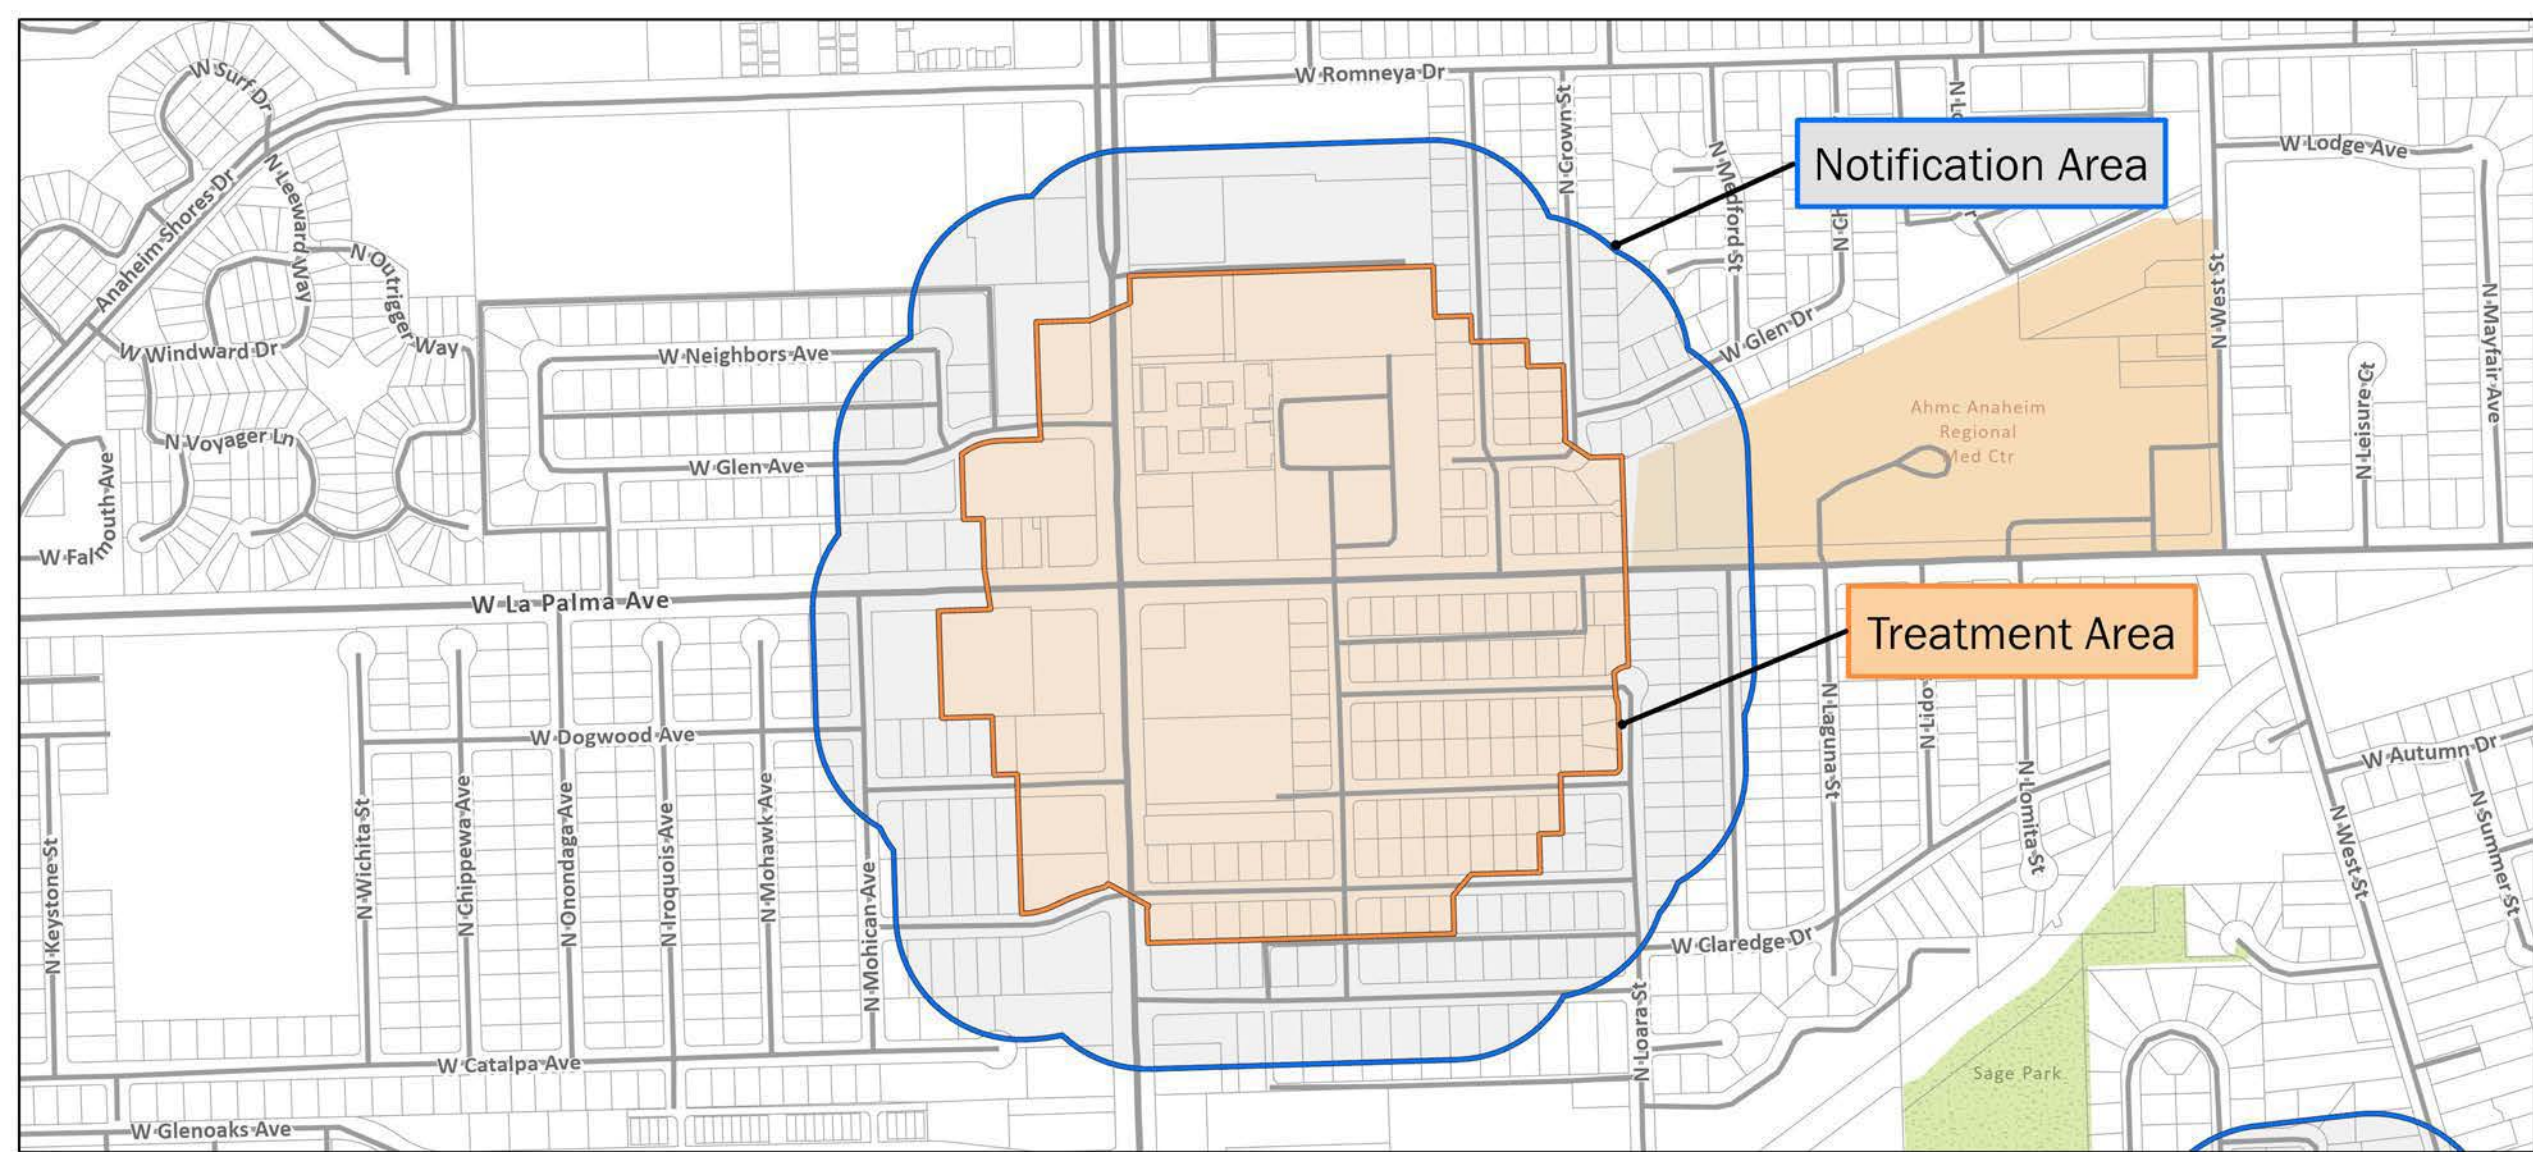 W Surf Dr
W Romneya Dr
N Crown St
N Medford St
Notification Area
W Lodge Ave
N Leeward Way
Anaheim Shores Dr
N Outrigger Way
W Windward Dr
W Neighbors Ave
W Glen Dr
N West St
N Mayfair Ave
N Leisure Ct
Ahmc Anaheim
Regional
Med Ctr
N Voyager Ln
W Glen Ave
mouth Ave
W Fal
W La Palma Ave
Treatment Area
W Dogwood Ave
N Laguna St
N Lomita St
W Autumn Dr
N Summer St
N West St
N Keystone St
N Wichita St
N Chippewa Ave
N Onondaga Ave
N Iroquois Ave
N Mohawk Ave
N Mohican Ave
W Claredge Dr
N Loara St
W Catalpa Ave
Sage Park
W Glenoaks Ave